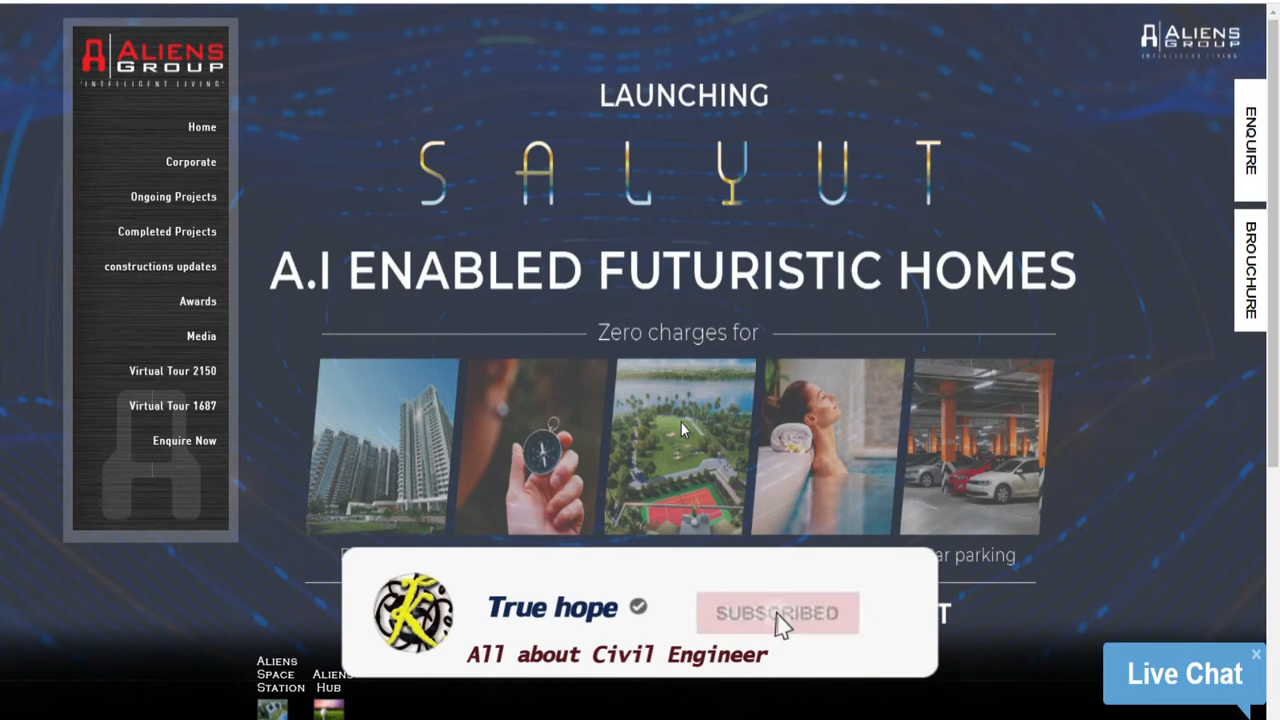 ALIENS
GROUP
'INTELLIGENT LIVING'
Home
Corporate
Ongoing Projects
Completed Projects
constructions updates
Awards
Media
Virtual Tour 2150
Virtual Tour 1687
Enquire Now
ALIENS
GROUP
'INTELLIGENT LIVING'
LAUNCHING
SALYUT
A.I ENABLED FUTURISTIC HOMES
Zero charges for
ar parking
T
True hope
SUBSCRIBED
All about Civil Engineer
ENQUIRE
BROUCHURE
ALIENS
SPACE
STATION
ALIENS
HUB
Live Chat